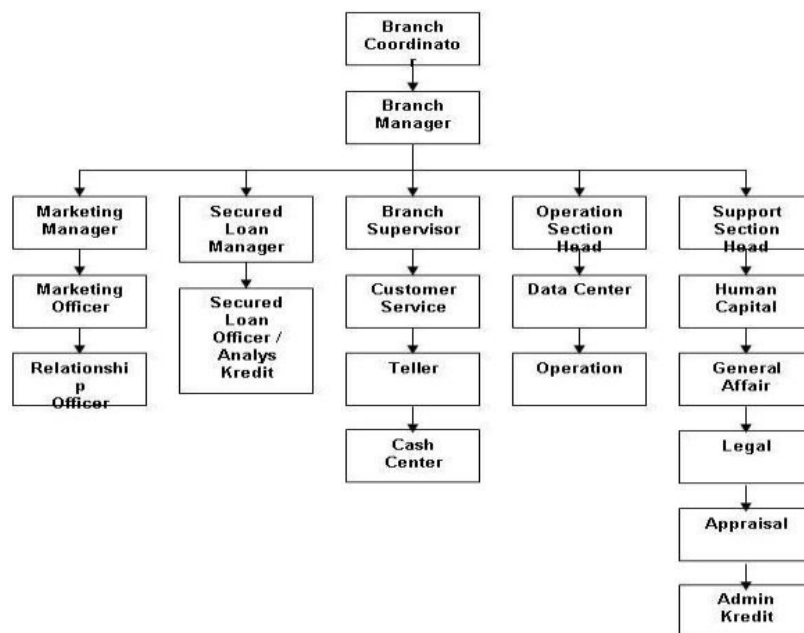 Branch
Coordinato
r
Branch
Manager
Marketing
Manager
Secured
Loan
Manager
Branch
Supervisor
Operation
Section
Head
Support
Section
Head
Marketing
Officer
Secured
Loan
Officer /
Analys
Kredit
Customer
Service
Data Center
Human
Capital
Relationshi
p
Officer
Teller
Operation
General
Affair
Cash
Center
Legal
Appraisal
Admin
Kredit